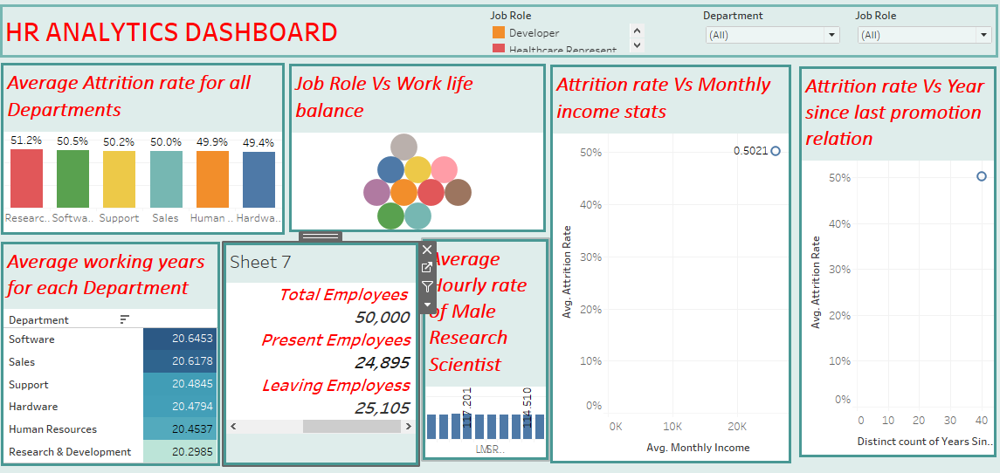 HR ANALYTICS DASHBOARD
Job Role
Developer
Healthcare Represent
Department
(All)
Job Role
(All)
Average Attrition rate for all
Departments
51.2% 50.5% 50.2% 50.0% 49.9% 49.4%
Researc.. Softwa.. Support Sales Human .. Hardwa..
Job Role Vs Work life
balance
Attrition rate Vs Monthly
income stats
0.5021
50%
40%
30%
20%
10%
0%
Avg. Attrition Rate
0K 10K 20K
Avg. Monthly Income
Attrition rate Vs Year
since last promotion
relation
50%
40%
30%
20%
10%
0%
Avg. Attrition Rate
0 10 20 30 40
Distinct count of Years Sin..
Average working years
for each Department
Department
Software 20.6453
Sales 20.6178
Support 20.4845
Hardware 20.4794
Human Resources 20.4537
Research & Development 20.2985
Sheet 7
Total Employees
50,000
Present Employees
24,895
Leaving Employess
25,105
Average
Hourly rate
of Male
Research
Scientist
117.201
114.510